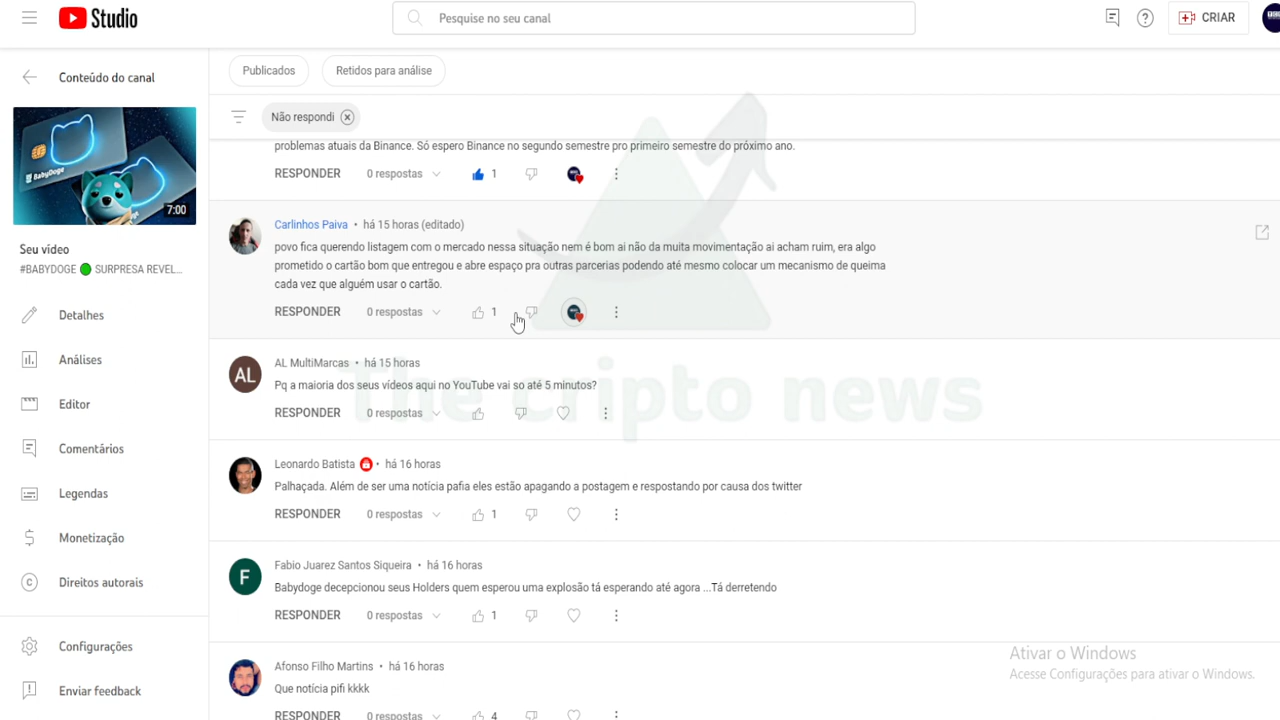 Studio
Pesquise no seu canal
CRIAR
Conteúdo do canal
Publicados
Retidos para análise
Não respondi
BabyDoge
7:00
Seu vídeo
#BABYDOGE 🟢 SURPRESA REVEL...
Detalhes
Análises
Editor
Comentários
Legendas
Monetização
Direitos autorais
Configurações
Enviar feedback
problemas atuais da Binance. Só espero Binance no segundo semestre pro primeiro semestre do próximo ano.
RESPONDER 0 respostas 1
Carlinhos Paiva • há 15 horas (editado)
povo fica querendo listagem com o mercado nessa situação nem é bom ai não da muita movimentação ai acham ruim, era algo
prometido o cartão bom que entregou e abre espaço pra outras parcerias podendo até mesmo colocar um mecanismo de queima
cada vez que alguém usar o cartão.
RESPONDER 0 respostas 1
AL
AL MultiMarcas • há 15 horas
Pq a maioria dos seus vídeos aqui no YouTube vai so até 5 minutos?
The cripto news
RESPONDER 0 respostas
Leonardo Batista • há 16 horas
Palhaçada. Além de ser uma notícia pafia eles estão apagando a postagem e respostando por causa dos twitter
RESPONDER 0 respostas 1
F
Fabio Juarez Santos Siqueira • há 16 horas
Babydoge decepcionou seus Holders quem esperou uma explosão tá esperando até agora ...Tá derretendo
RESPONDER 0 respostas 1
Afonso Filho Martins • há 16 horas
Que notícia pifi kkkk
RESPONDER 0 respostas 4
Ativar o Windows
Acesse Configurações para ativar o Windows.